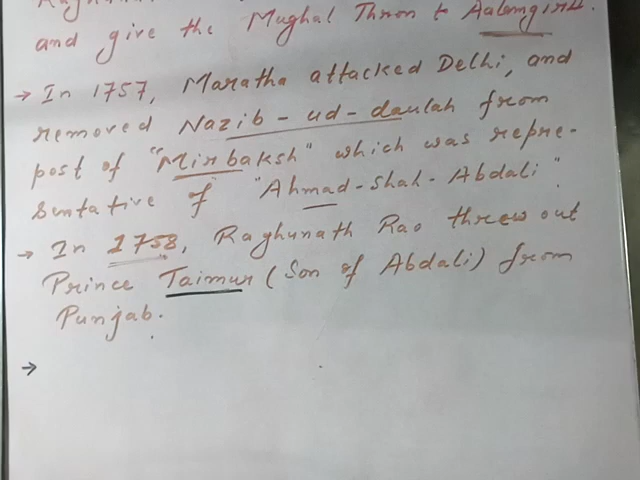 and give the Mughal Thron to Aalamgir II.
→ In 1757, Maratha attacked Delhi, and
removed Nazib-ud-daulah from
post of "Mirbaksh" which was repre-
sentative of "Ahmad-Shah-Abdali"
→ In 1758, Raghunath Rao threw out
Prince Taimur (Son of Abdali) from
Punjab.
→